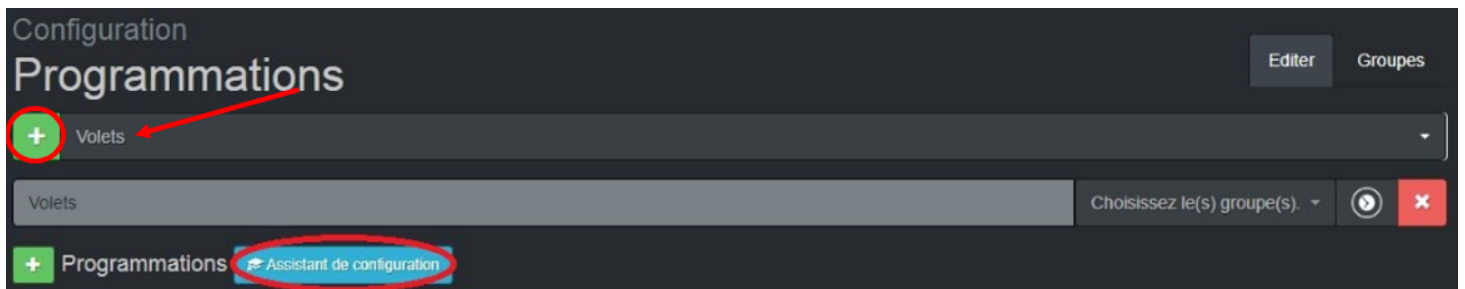 Configuration
Programmations
Editer Groupes
+ Volets
Volets Choisissez le(s) groupe(s).
+ Programmations Assistant de configuration